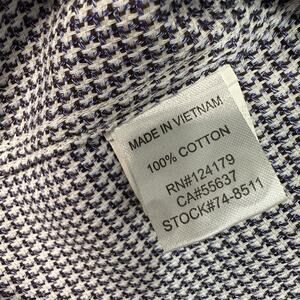 MADE IN VIETNAM
100% COTTON
RN#124179
CA#55637
STOCK#74-8511